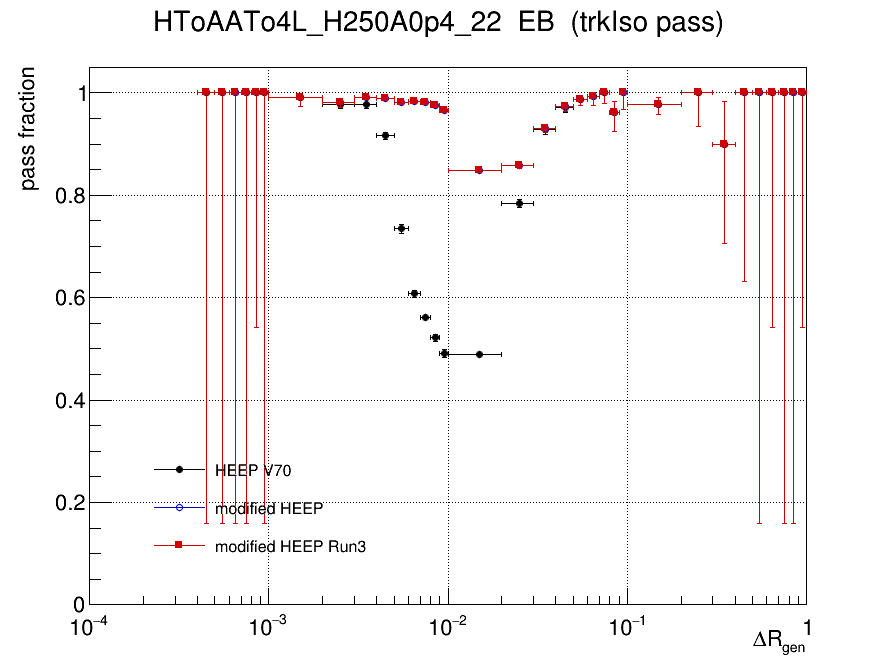 HToAATo4L_H250A0p4_22 EB (trkIso pass)
pass fraction
1
0.8
0.6
0.4
0.2
0
HEEP V70
modified HEEP
modified HEEP Run3
10⁻⁴ 10⁻³ 10⁻² 10⁻¹ 1
ΔR_gen